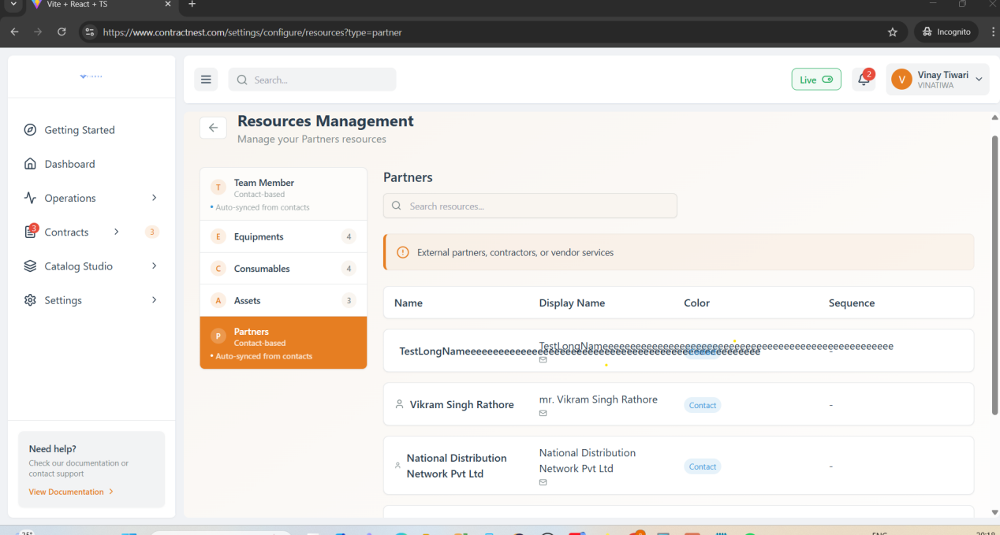 Vite + React + TS
https://www.contractnest.com/settings/configure/resources?type=partner
Incognito
Search...
Live
2
V
Vinay Tiwari
VINATIWA
Getting Started
Dashboard
Operations
3
Contracts
3
Catalog Studio
Settings
Need help?
Check our documentation or
contact support
View Documentation
Resources Management
Manage your Partners resources
T
Team Member
Contact-based
• Auto-synced from contacts
E Equipments 4
C Consumables 4
A Assets 3
P
Partners
Contact-based
• Auto-synced from contacts
Partners
Search resources...
External partners, contractors, or vendor services
Name Display Name Color Sequence
-
Vikram Singh Rathore
mr. Vikram Singh Rathore
Contact
-
National Distribution
Network Pvt Ltd
National Distribution
Network Pvt Ltd
Contact
-
25°
ENG
20:18